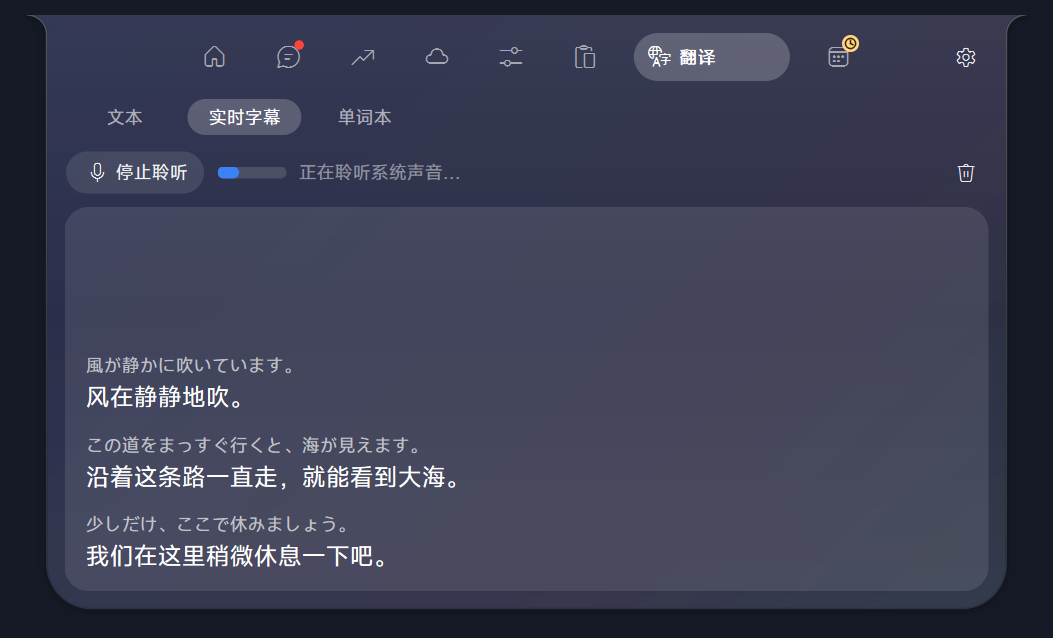 翻译
文本
实时字幕
单词本
停止聆听
正在聆听系统声音...
風が静かに吹いています。
风在静静地吹。
この道をまっすぐ行くと、海が見えます。
沿着这条路一直走，就能看到大海。
少しだけ、ここで休みましょう。
我们在这里稍微休息一下吧。